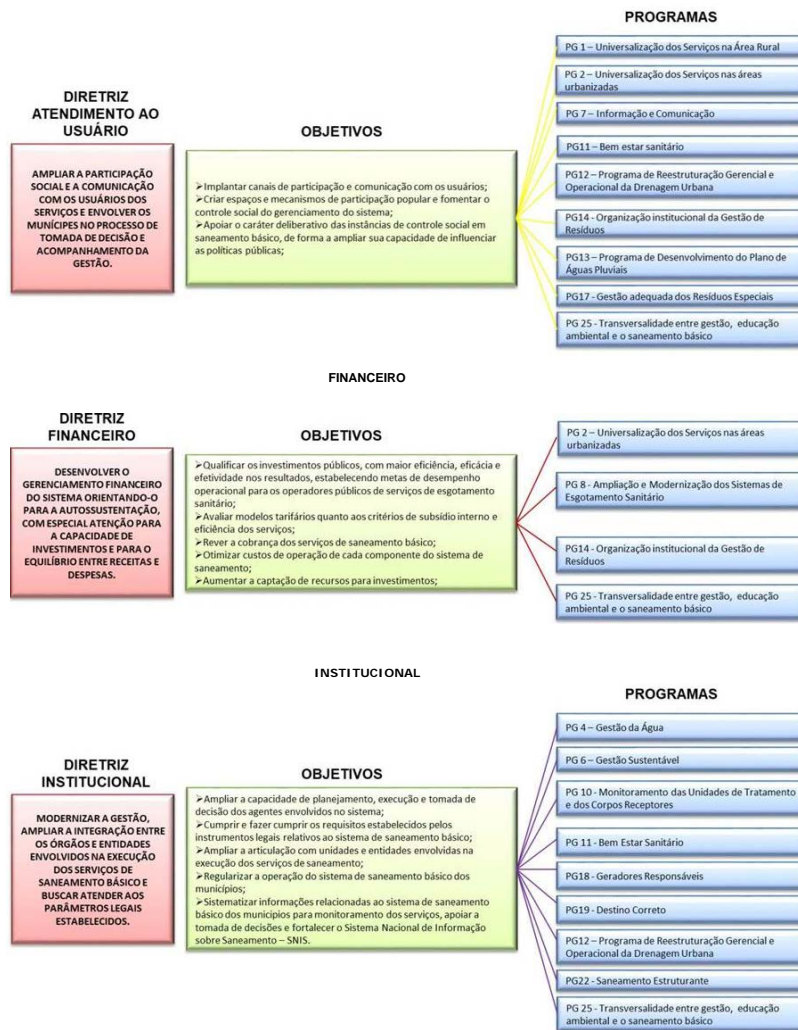 PROGRAMAS
DIRETRIZ
ATENDIMENTO AO
USUÁRIO
AMPLIAR A PARTICIPAÇÃO
SOCIAL E A COMUNICAÇÃO
COM OS USUÁRIOS DOS
SERVIÇOS E ENVOLVER OS
MUNÍCIPES NO PROCESSO DE
TOMADA DE DECISÃO E
ACOMPANHAMENTO DA
GESTÃO.
OBJETIVOS
➢Implantar canais de participação e comunicação com os usuários;
➢Criar espaços e mecanismos de participação popular e fomentar o
controle social do gerenciamento do sistema;
➢Apoiar o caráter deliberativo das instâncias de controle social em
saneamento básico, de forma a ampliar sua capacidade de influenciar
as políticas públicas;
PG 1 – Universalização dos Serviços na Área Rural
PG 2 – Universalização dos Serviços nas áreas
urbanizadas
PG 7 – Informação e Comunicação
PG11 – Bem estar sanitário
PG12 – Programa de Reestruturação Gerencial e
Operacional da Drenagem Urbana
PG14 - Organização institucional da Gestão de
Resíduos
PG13 – Programa de Desenvolvimento do Plano de
Águas Pluviais
PG17 - Gestão adequada dos Resíduos Especiais
PG 25 - Transversalidade entre gestão, educação
ambiental e o saneamento básico
FINANCEIRO
DIRETRIZ
FINANCEIRO
DESENVOLVER O
GERENCIAMENTO FINANCEIRO
DO SISTEMA ORIENTANDO-O
PARA A AUTOSSUSTENTAÇÃO,
COM ESPECIAL ATENÇÃO PARA
A CAPACIDADE DE
INVESTIMENTOS E PARA O
EQUILÍBRIO ENTRE RECEITAS E
DESPESAS.
OBJETIVOS
➢Qualificar os investimentos públicos, com maior eficiência, eficácia e
efetividade nos resultados, estabelecendo metas de desempenho
operacional para os operadores públicos de serviços de esgotamento
sanitário;
➢Avaliar modelos tarifários quanto aos critérios de subsídio interno e
eficiência dos serviços;
➢Rever a cobrança dos serviços de saneamento básico;
➢Otimizar custos de operação de cada componente do sistema de
saneamento;
➢Aumentar a captação de recursos para investimentos;
PG 2 – Universalização dos Serviços nas áreas
urbanizadas
PG 8 - Ampliação e Modernização dos Sistemas de
Esgotamento Sanitário
PG14 - Organização institucional da Gestão de
Resíduos
PG 25 - Transversalidade entre gestão, educação
ambiental e o saneamento básico
INSTITUCIONAL
PROGRAMAS
DIRETRIZ
INSTITUCIONAL
MODERNIZAR A GESTÃO,
AMPLIAR A INTEGRAÇÃO ENTRE
OS ÓRGÃOS E ENTIDADES
ENVOLVIDOS NA EXECUÇÃO
DOS SERVIÇOS DE
SANEAMENTO BÁSICO E
BUSCAR ATENDER AOS
PARÂMETROS LEGAIS
ESTABELECIDOS.
OBJETIVOS
➢Ampliar a capacidade de planejamento, execução e tomada de
decisão dos agentes envolvidos no sistema;
➢Cumprir e fazer cumprir os requisitos estabelecidos pelos
instrumentos legais relativos ao sistema de saneamento básico;
➢Ampliar a articulação com unidades e entidades envolvidas na
execução dos serviços de saneamento;
➢Regularizar a operação do sistema de saneamento básico dos
municípios;
➢Sistematizar informações relacionadas ao sistema de saneamento
básico dos municipios para monitoramento dos serviços, apoiar a
tomada de decisões e fortalecer o Sistema Nacional de Informação
sobre Saneamento – SNIS.
PG 4 – Gestão da Água
PG 6 – Gestão Sustentável
PG 10 - Monitoramento das Unidades de Tratamento
e dos Corpos Receptores
PG 11 - Bem Estar Sanitário
PG18 - Geradores Responsáveis
PG19 - Destino Correto
PG12 – Programa de Reestruturação Gerencial e
Operacional da Drenagem Urbana
PG22 - Saneamento Estruturante
PG 25 - Transversalidade entre gestão, educação
ambiental e o saneamento básico